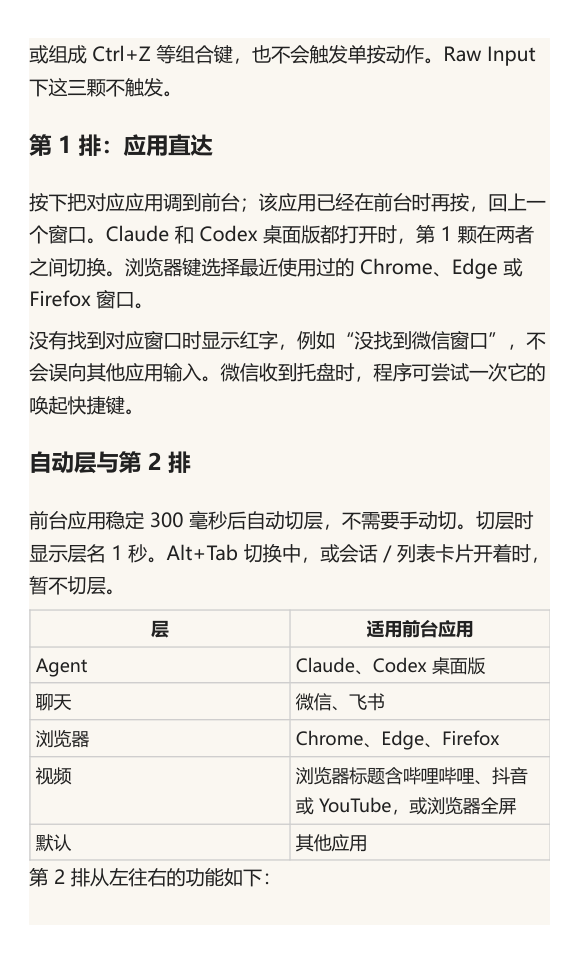 或组成 Ctrl+Z 等组合键，也不会触发单按动作。Raw Input
下这三颗不触发。
第 1 排：应用直达
按下把对应应用调到前台；该应用已经在前台时再按，回上一
个窗口。Claude 和 Codex 桌面版都打开时，第 1 颗在两者
之间切换。浏览器键选择最近使用过的 Chrome、Edge 或
Firefox 窗口。
没有找到对应窗口时显示红字，例如“没找到微信窗口”，不
会误向其他应用输入。微信收到托盘时，程序可尝试一次它的
唤起快捷键。
自动层与第 2 排
前台应用稳定 300 毫秒后自动切层，不需要手动切。切层时
显示层名 1 秒。Alt+Tab 切换中，或会话 / 列表卡片开着时，
暂不切层。
层 适用前台应用
Agent Claude、Codex 桌面版
聊天 微信、飞书
浏览器 Chrome、Edge、Firefox
视频 浏览器标题含哔哩哔哩、抖音
或 YouTube，或浏览器全屏
默认 其他应用
第 2 排从左往右的功能如下：